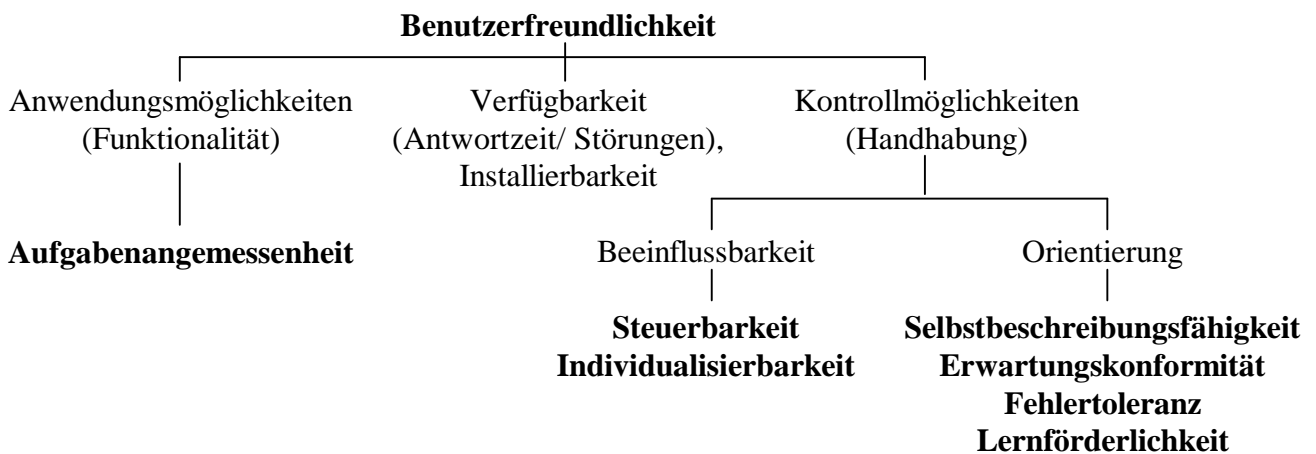 Benutzerfreundlichkeit
Anwendungsmöglichkeiten
(Funktionalität)
Verfügbarkeit
(Antwortzeit/ Störungen),
Installierbarkeit
Kontrollmöglichkeiten
(Handhabung)
Aufgabenangemessenheit
Beeinflussbarkeit
Orientierung
Steuerbarkeit
Individualisierbarkeit
Selbstbeschreibungsfähigkeit
Erwartungskonformität
Fehlertoleranz
Lernförderlichkeit